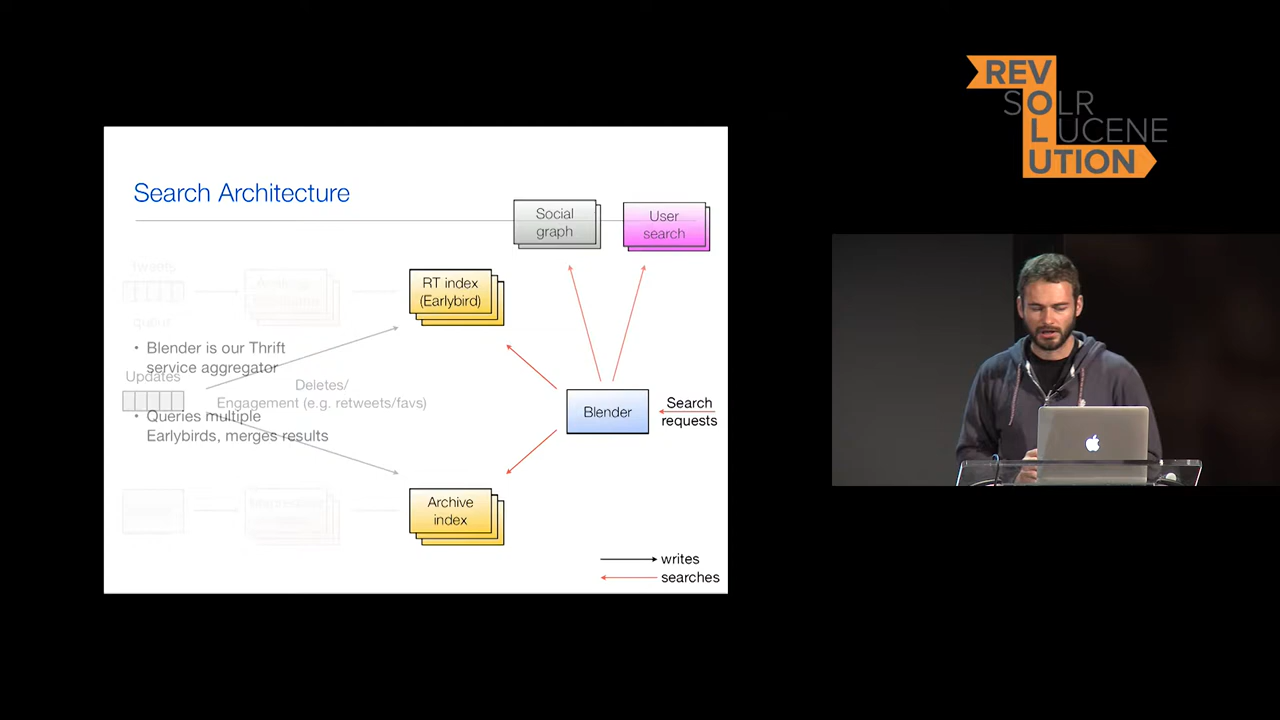 REV
SOLR
LUCENE
UTION
Search Architecture
Social
graph
User
search
tweets
RT index
(Earlybird)
queue
• Blender is our Thrift
service aggregator
Updates
Deletes/
Engagement (e.g. retweets/favs)
• Queries multiple
Earlybirds, merges results
Blender
Search
requests
Archive
index
writes
searches